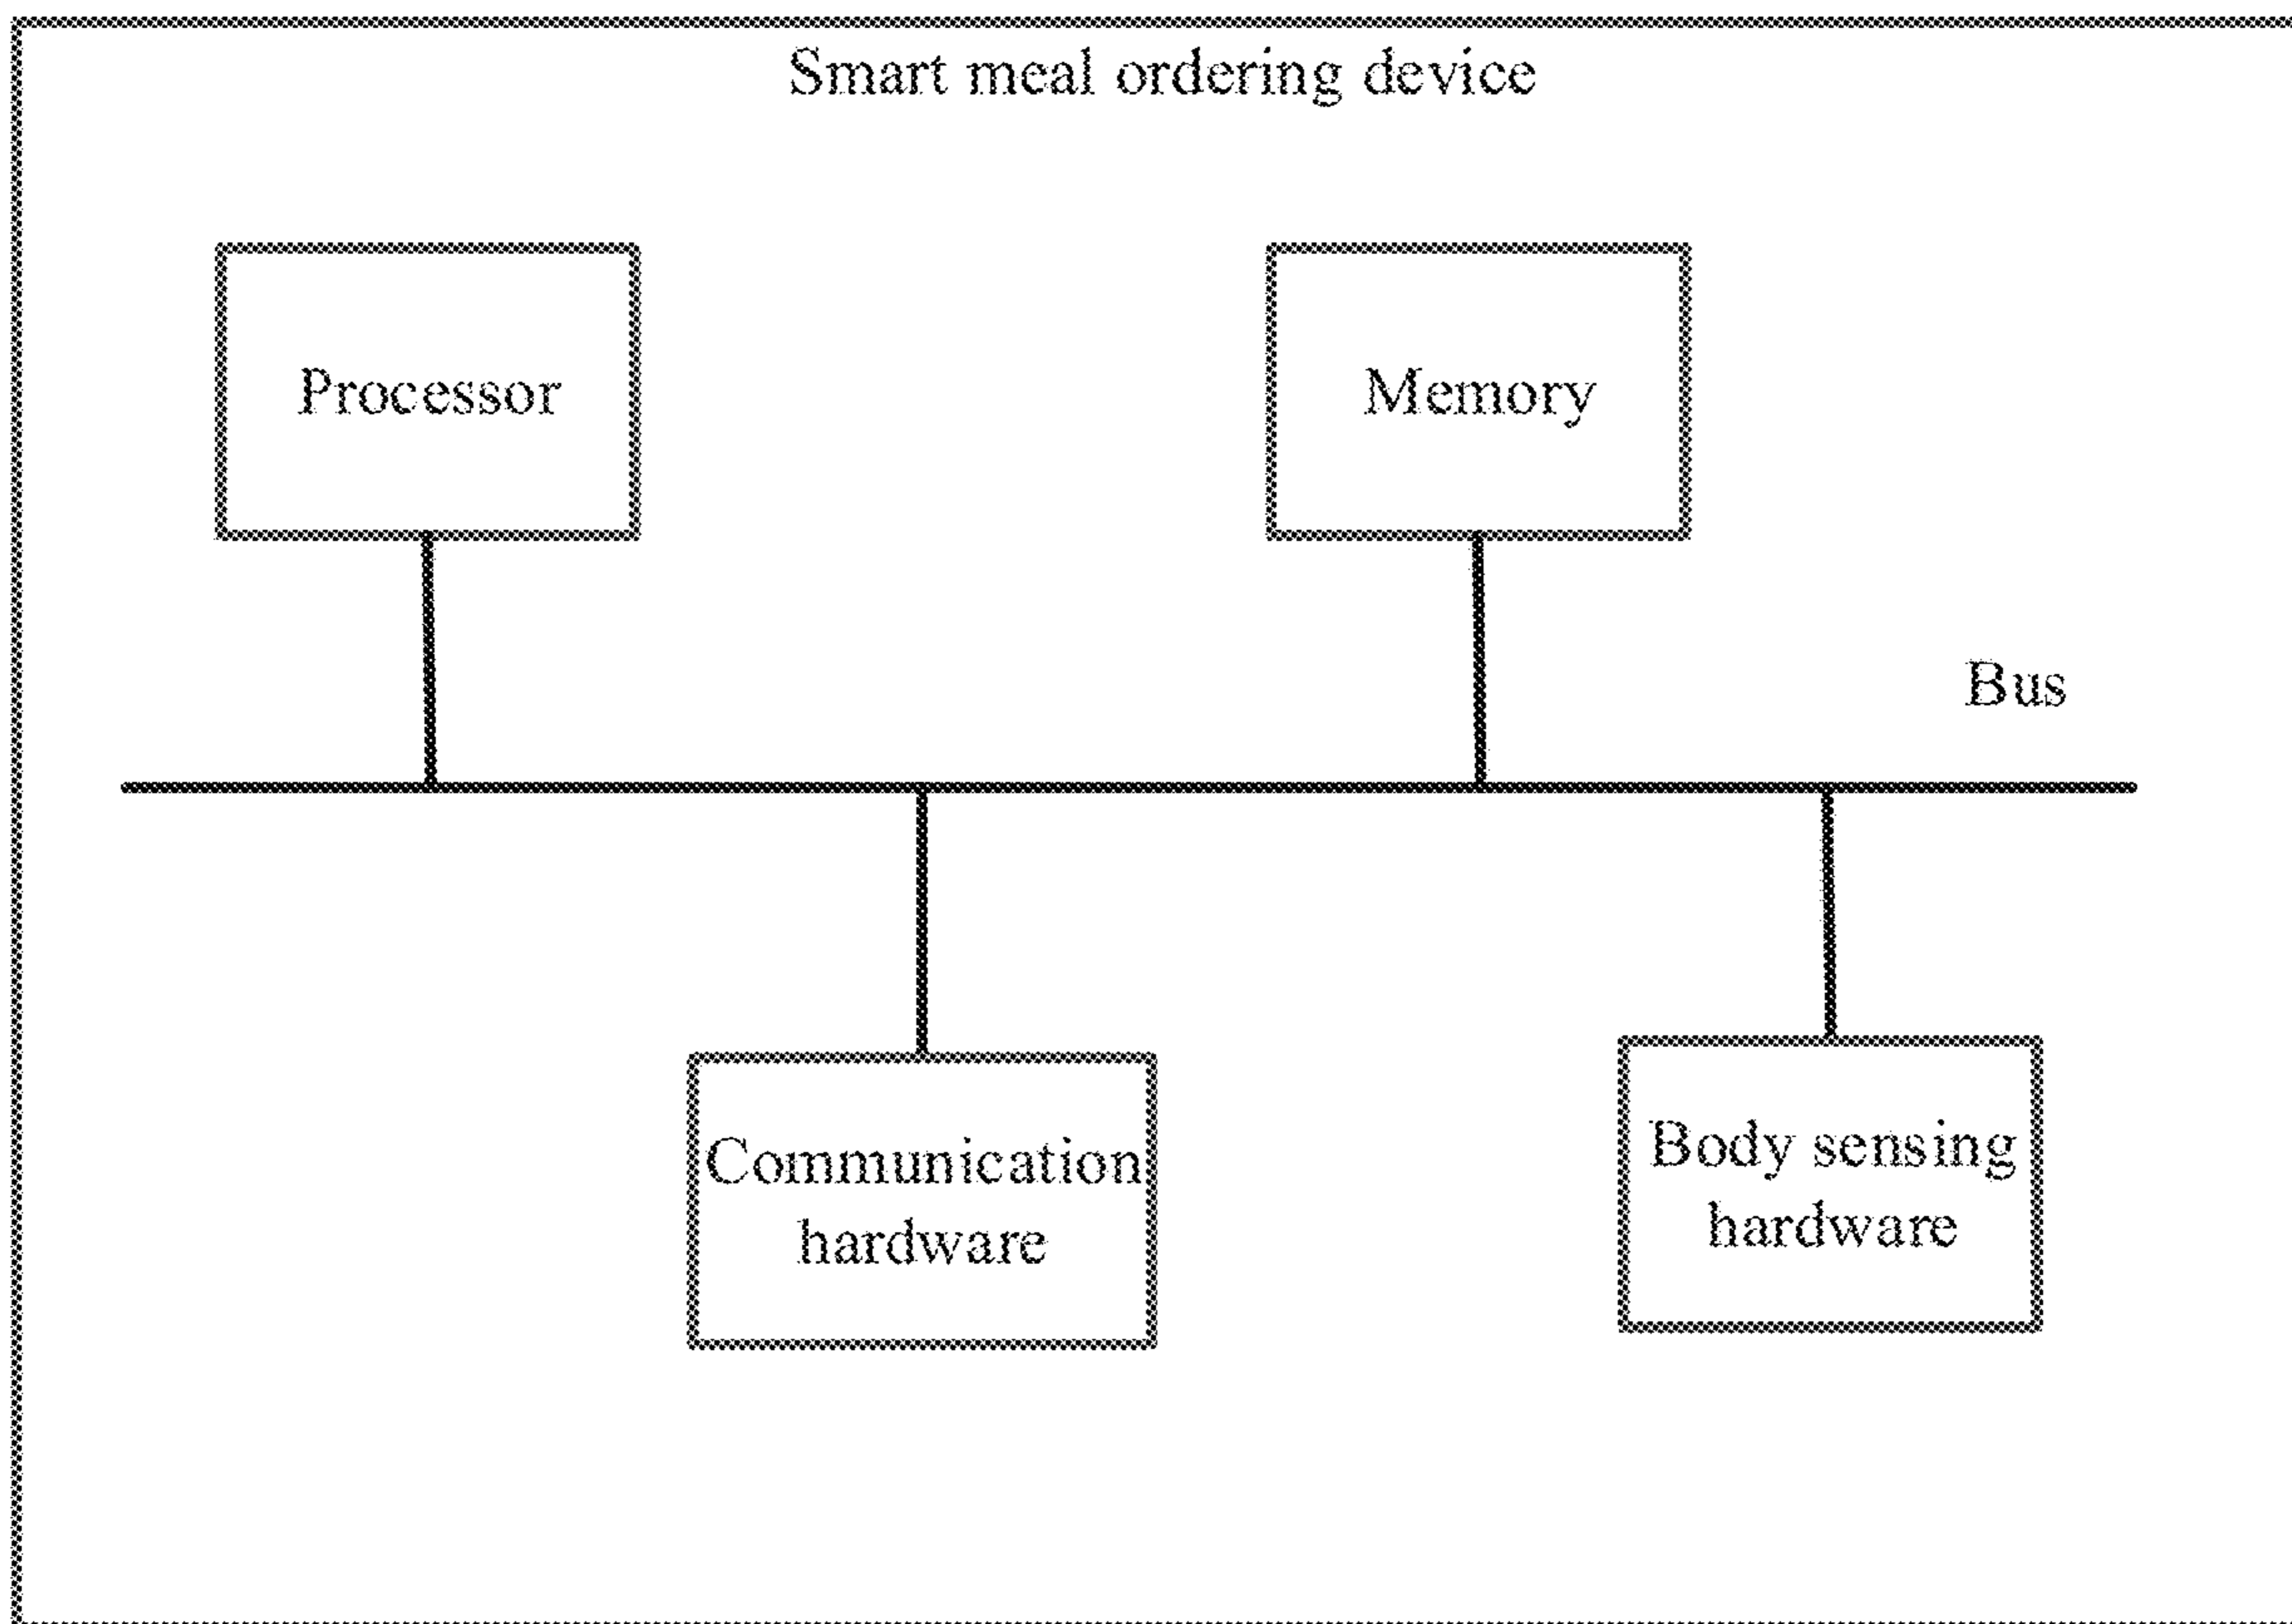 Smart meal ordering device
Processor
Memory
Bus
Communication
hardware
Body sensing
hardware